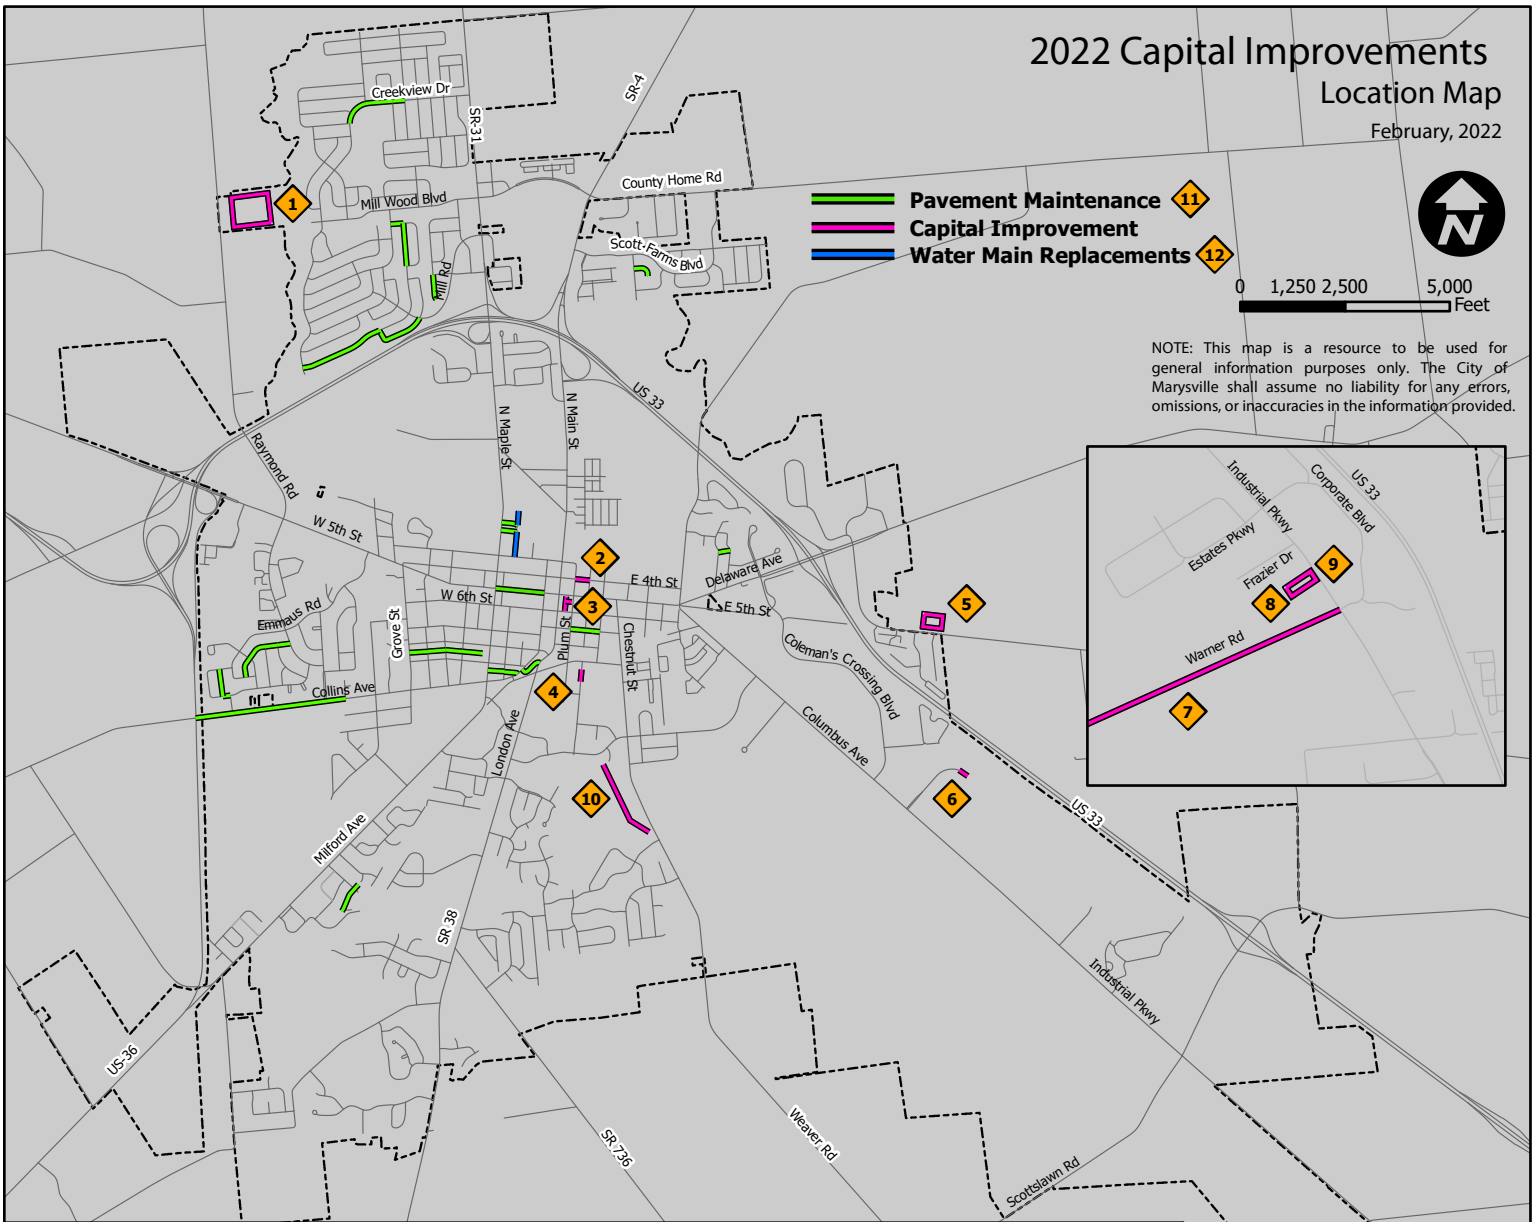 2022 Capital Improvements
Location Map
February, 2022
Pavement Maintenance 11
Capital Improvement
Water Main Replacements 12
N
0 1,250 2,500 5,000
Feet
NOTE: This map is a resource to be used for
general information purposes only. The City of
Marysville shall assume no liability for any errors,
omissions, or inaccuracies in the information provided.
Creekview Dr
SR-31
SR-4
1
Mill Wood Blvd
County Home Rd
Scott-Farms Blvd
Mill Rd
US 33
N Main St
N Maple St
Raymond Rd
W 5th St
2
E 4th St
Delaware Ave
W 6th St
3
E 5th St
5
Emmaus Rd
Grove St
Plum St
Chestnut St
Coleman's Crossing Blvd
Collins Ave
4
London Ave
Columbus Ave
10
6
US 33
Milford Ave
SR 38
Industrial Pkwy
US-36
SR 736
Weaver Rd
Scottslawn Rd
Industrial Pkwy
Corporate Blvd
US 33
Estates Pkwy
Frazier Dr
9
8
Warner Rd
7